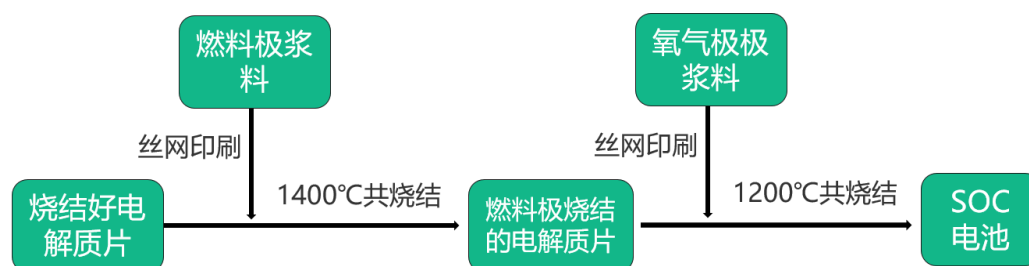 燃料极浆
料
氧气极极
浆料
丝网印刷
丝网印刷
1400℃共烧结
1200℃共烧结
烧结好电
解质片
燃料极烧结
的电解质片
SOC
电池